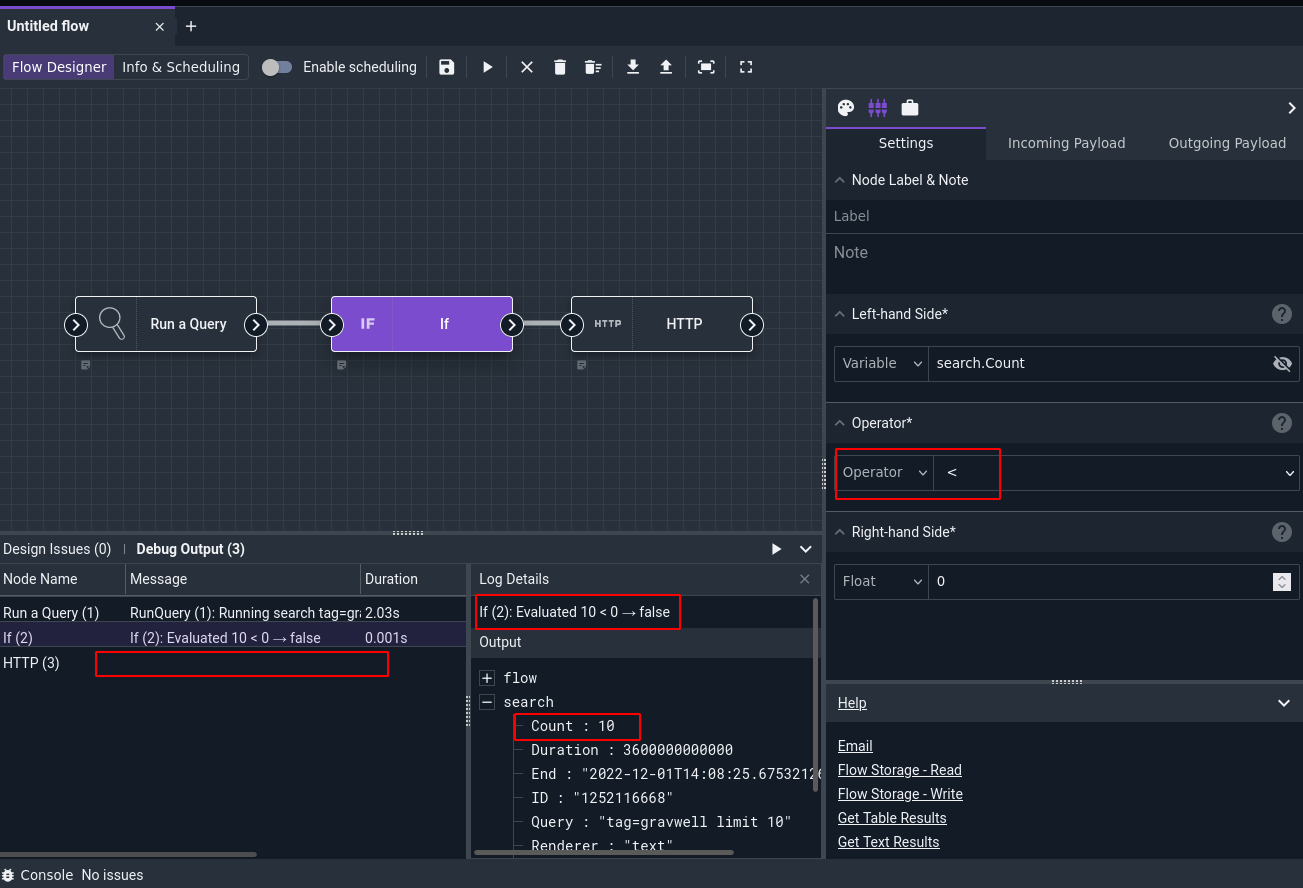 Untitled flow
Flow Designer Info & Scheduling Enable scheduling
Settings Incoming Payload Outgoing Payload
Node Label & Note
Label
Note
Run a Query IF If HTTP HTTP
Left-hand Side*
Variable search.Count
Operator*
Operator <
Right-hand Side*
Float 0
Design Issues (0) Debug Output (3)
Node Name Message Duration
Run a Query (1) RunQuery (1): Running search tag=gra 2.03s
If (2) If (2): Evaluated 10 < 0 → false 0.001s
HTTP (3)
Log Details
If (2): Evaluated 10 < 0 → false
Output
flow
search
Count : 10
Duration : 3600000000000
End : "2022-12-01T14:08:25.67532126
ID : "1252116668"
Query : "tag=gravwell limit 10"
Renderer : "text"
Help
Email
Flow Storage - Read
Flow Storage - Write
Get Table Results
Get Text Results
Console No issues